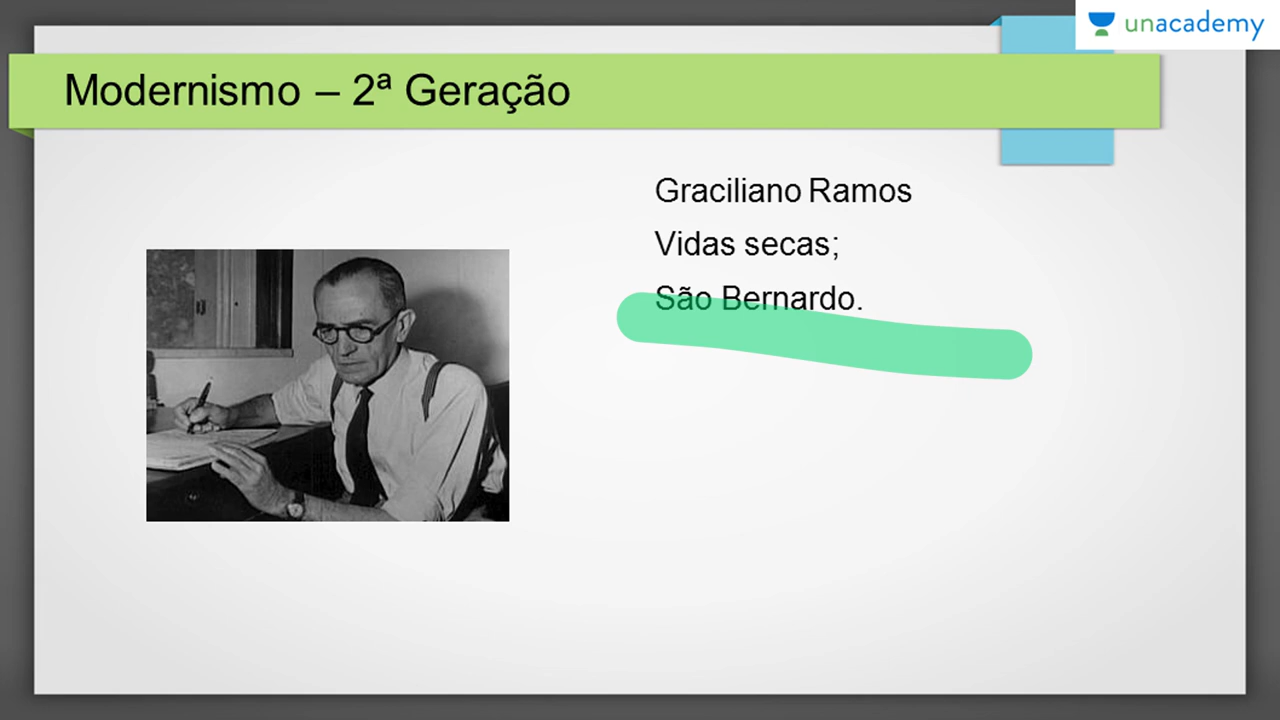 unacademy
Modernismo – 2ª Geração
Graciliano Ramos
Vidas secas;
São Bernardo.